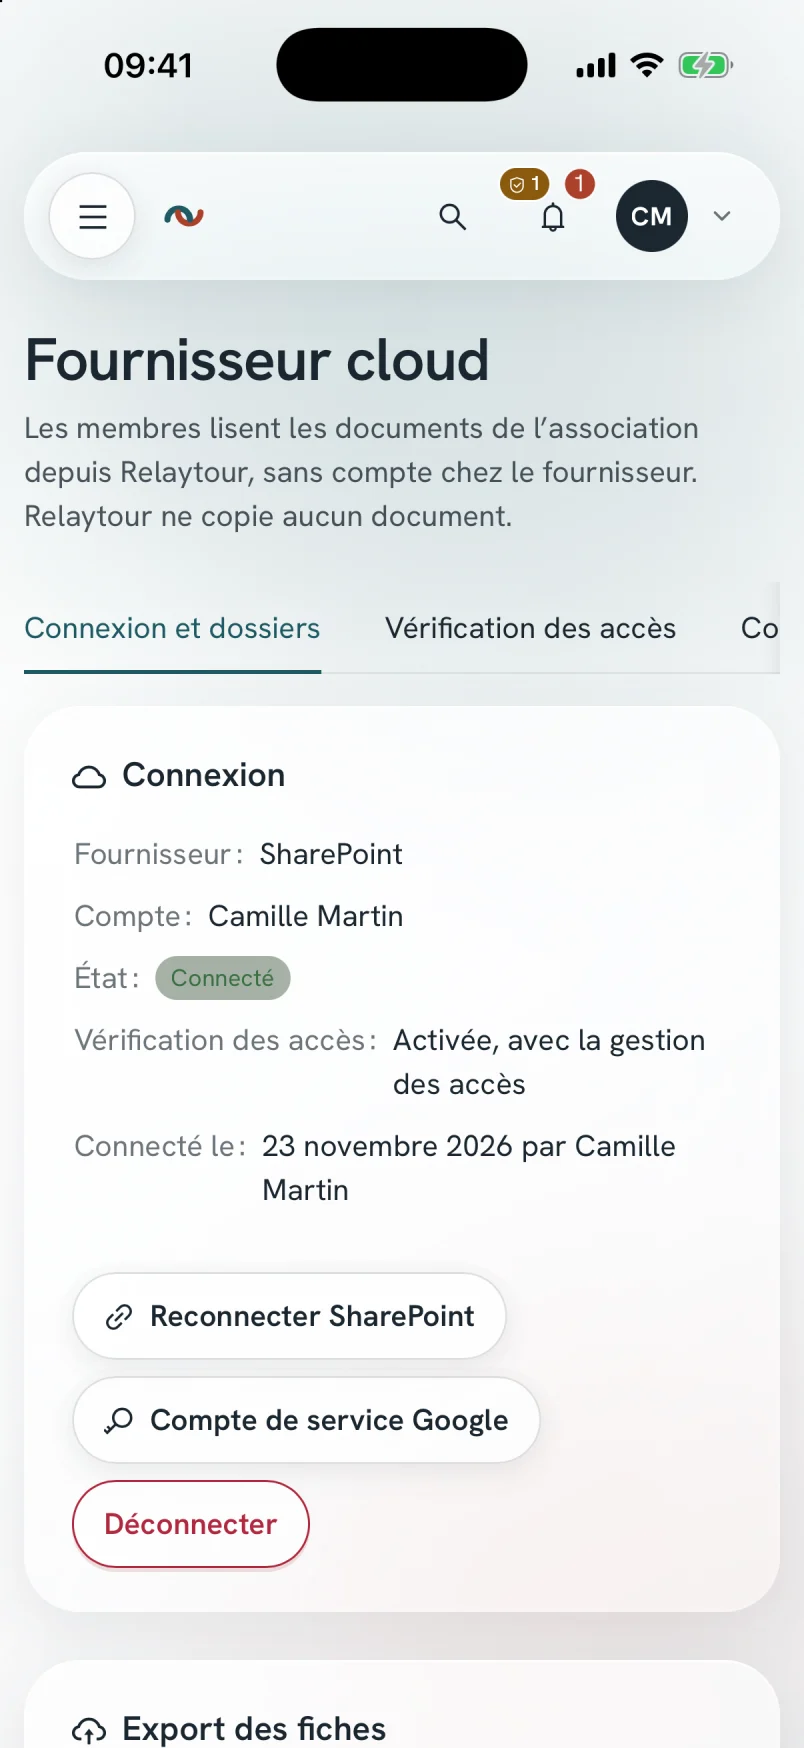 09:41
1
1
CM
Fournisseur cloud
Les membres lisent les documents de l’association
depuis Relaytour, sans compte chez le fournisseur.
Relaytour ne copie aucun document.
Connexion et dossiers
Vérification des accès
Co
Connexion
Fournisseur : SharePoint
Compte : Camille Martin
État : Connecté
Vérification des accès : Activée, avec la gestion
des accès
Connecté le : 23 novembre 2026 par Camille
Martin
Reconnecter SharePoint
Compte de service Google
Déconnecter
Export des fiches